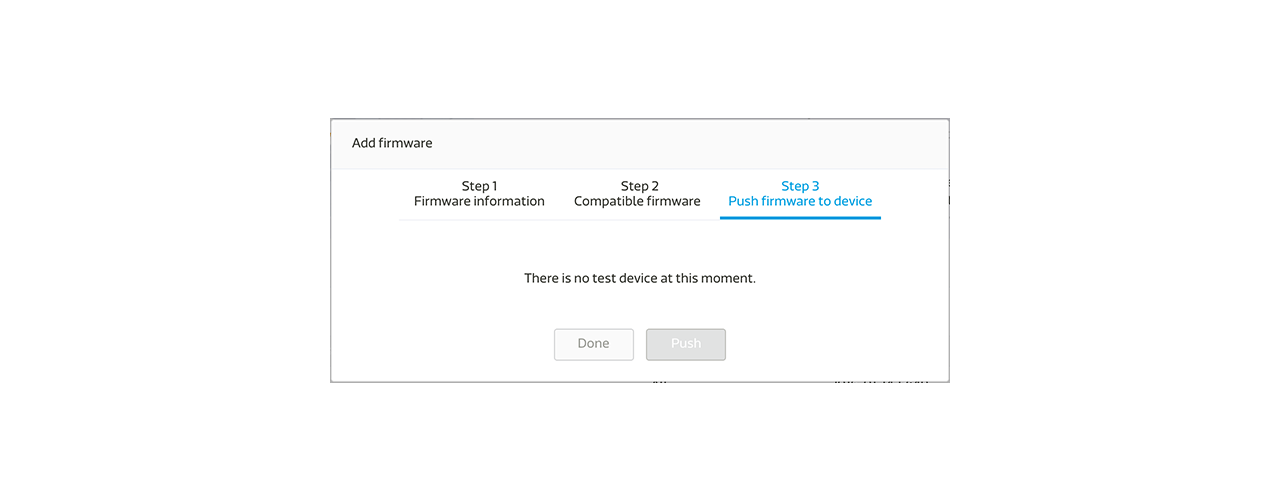 Add firmware
Step 1
Firmware information
Step 2
Compatible firmware
Step 3
Push firmware to device
There is no test device at this moment.
Done
Push